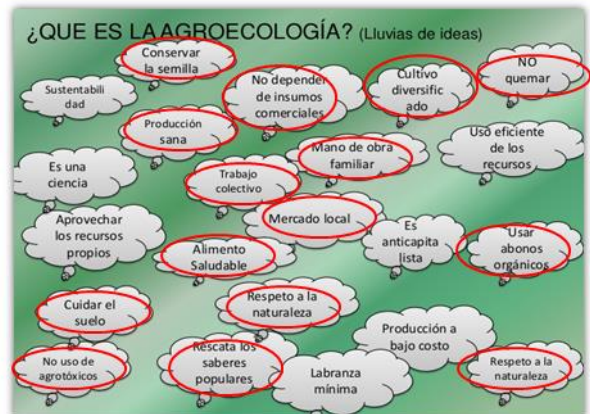 ¿QUE ES LA AGROECOLOGÍA? (Lluvias de ideas)
Conservar
la semilla
Sustentabili
dad
No depender
de insumos
comerciales
Cultivo
diversific
ado
NO
quemar
Producción
sana
Mano de obra
familiar
Uso eficiente
de los
recursos
Es una
ciencia
Trabajo
colectivo
Aprovechar
los recursos
propios
Mercado local
Es
anticapita
lista
Usar
abonos
orgánicos
Alimento
Saludable
Cuidar el
suelo
Respeto a la
naturaleza
Producción a
bajo costo
No uso de
agrotóxicos
Rescata los
saberes
populares
Labranza
mínima
Respeto a la
naturaleza